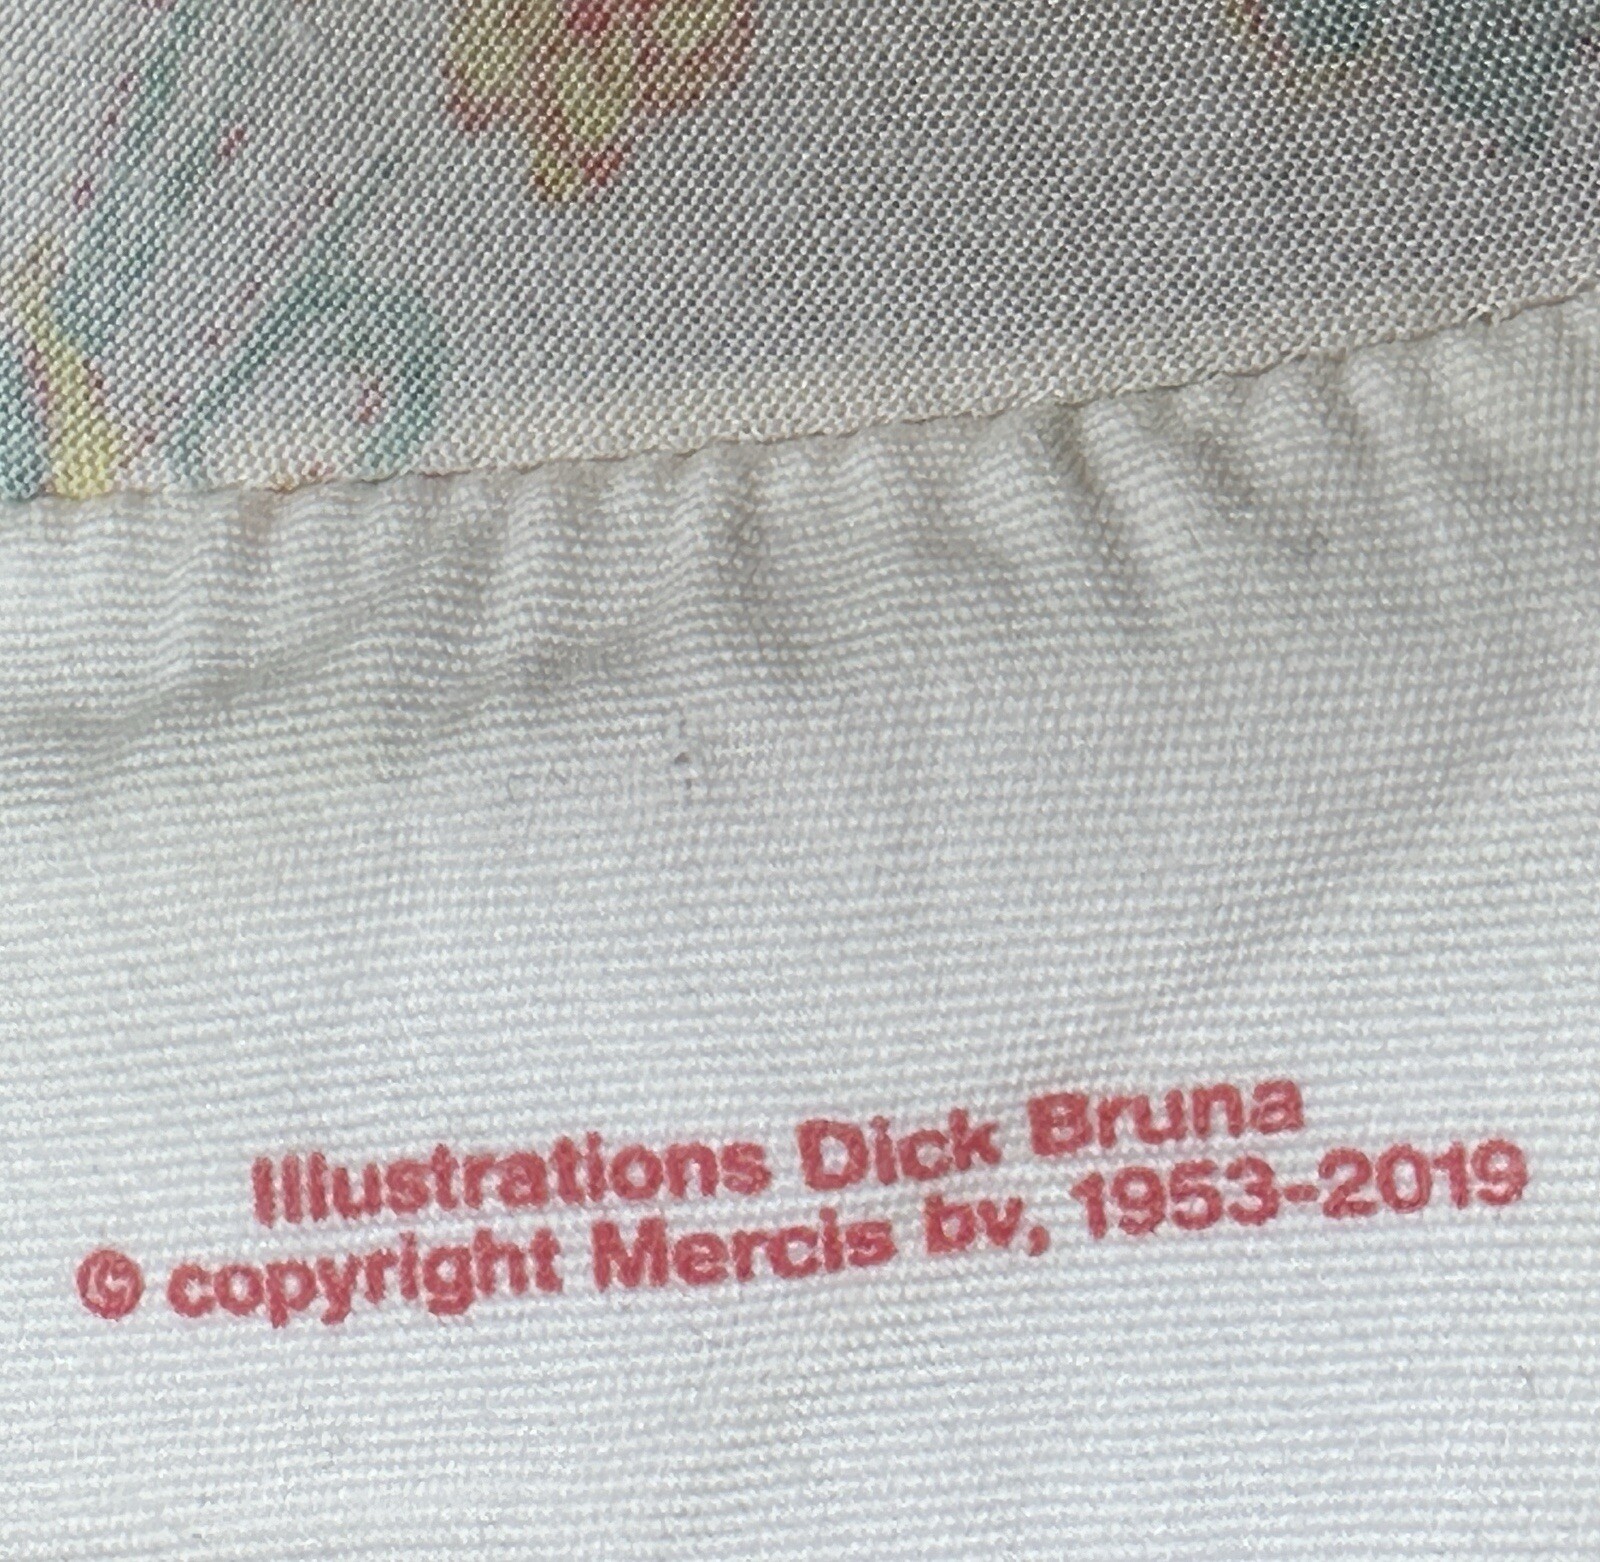 Illustrations Dick Bruna
© copyright Mercis bv, 1953-2019